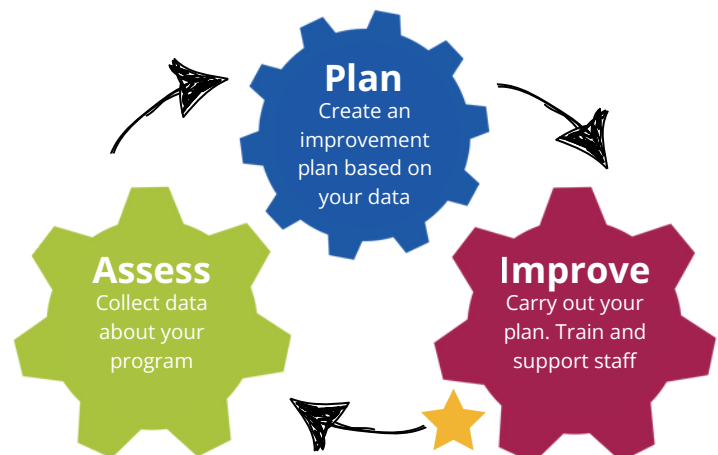 Plan
Create an
improvement
plan based on
your data
Assess
Collect data
about your
program
Improve
Carry out your
plan. Train and
support staff